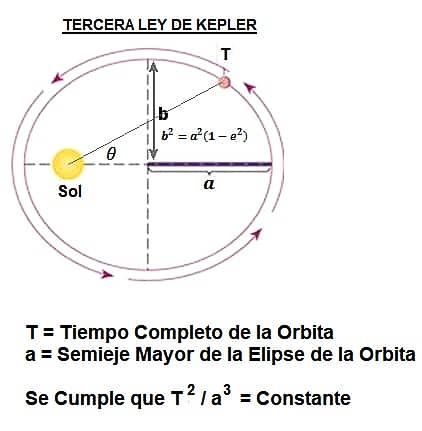 TERCERA LEY DE KEPLER
T
b
b² = a²(1 − e²)
θ
Sol
a
T = Tiempo Completo de la Orbita
a = Semieje Mayor de la Elipse de la Orbita
Se Cumple que T² / a³ = Constante